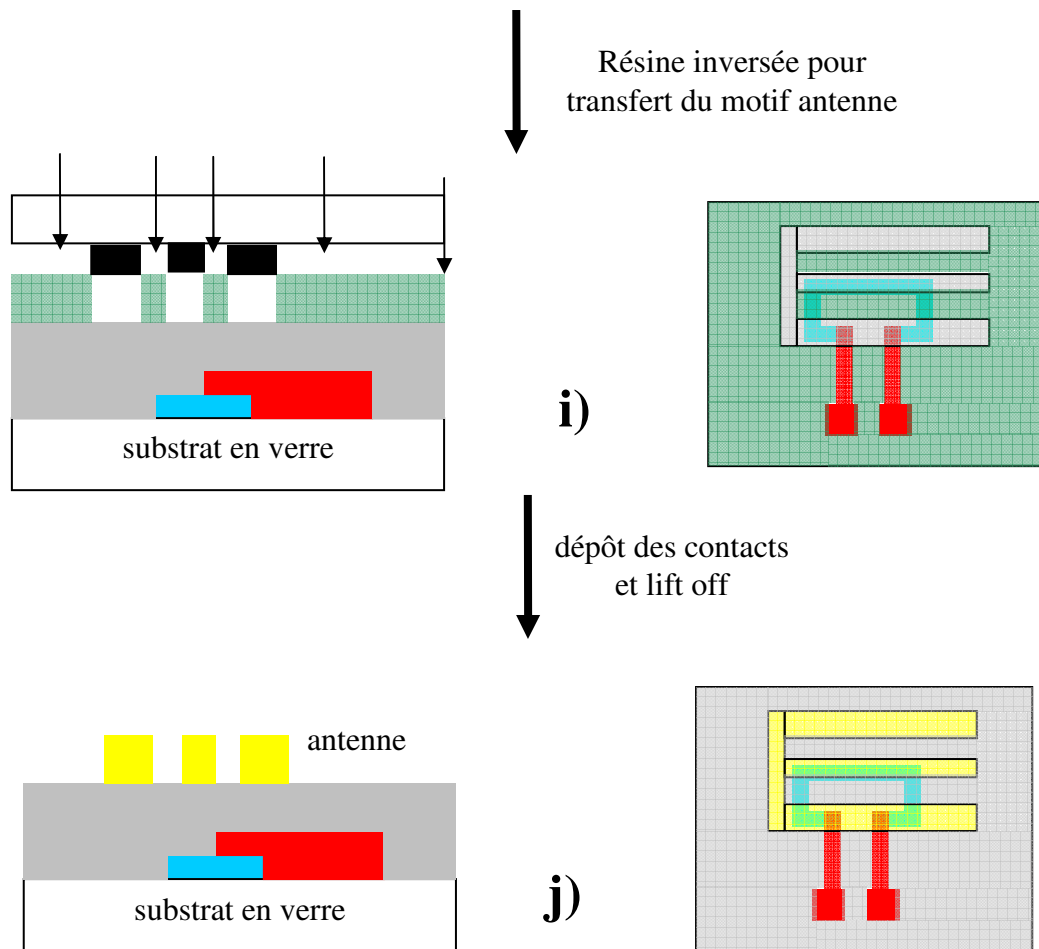 Résine inversée pour
transfert du motif antenne
substrat en verre
i)
dépôt des contacts
et lift off
antenne
substrat en verre
j)